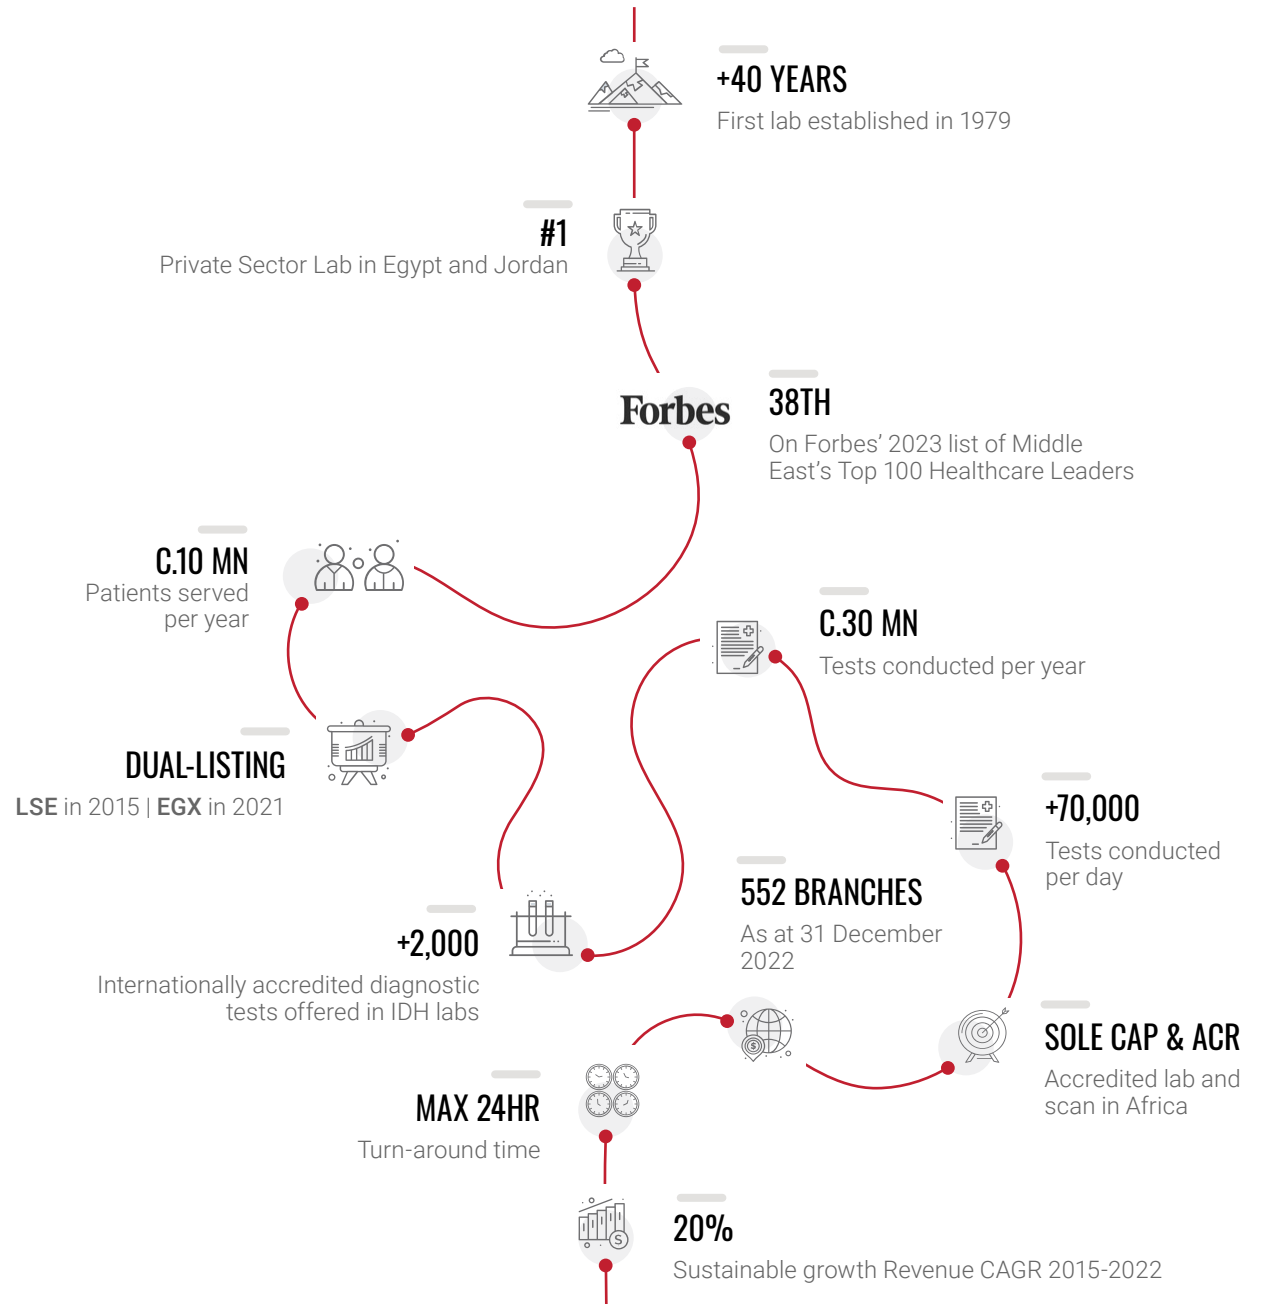 +40 YEARS
First lab established in 1979
#1
Private Sector Lab in Egypt and Jordan
Forbes
38TH
On Forbes’ 2023 list of Middle
East’s Top 100 Healthcare Leaders
C.10 MN
Patients served
per year
C.30 MN
Tests conducted per year
DUAL-LISTING
LSE in 2015 | EGX in 2021
+70,000
Tests conducted
per day
552 BRANCHES
As at 31 December
2022
+2,000
Internationally accredited diagnostic
tests offered in IDH labs
SOLE CAP & ACR
Accredited lab and
scan in Africa
MAX 24HR
Turn-around time
20%
Sustainable growth Revenue CAGR 2015-2022